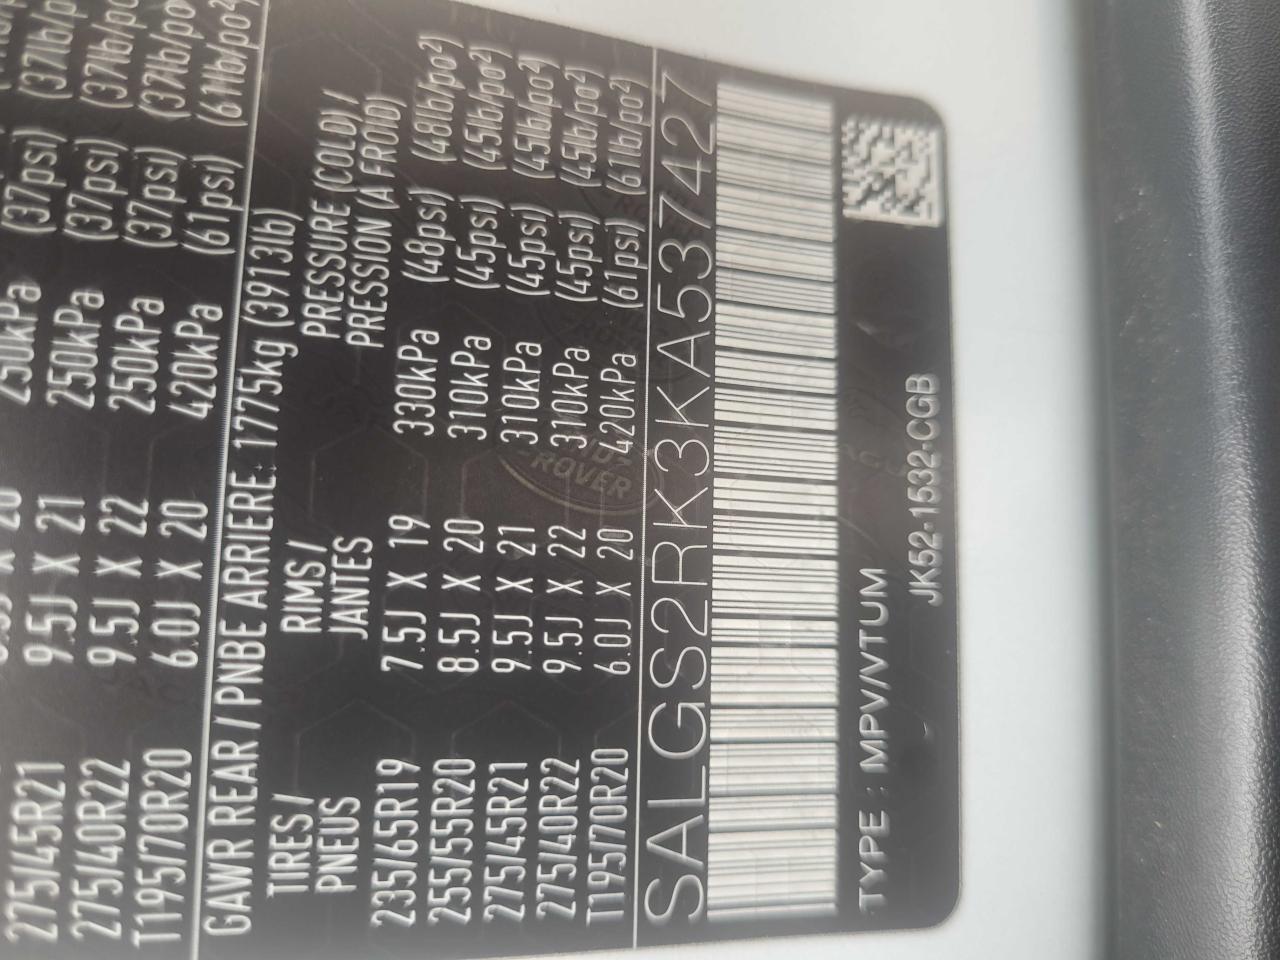 275/45R21 9.5J X 21 250kPa (37psi) (37lb/po²)
275/40R22 9.5J X 22 250kPa (37psi) (37lb/po²)
T195/70R20 6.0J X 20 420kPa (61psi) (61lb/po²)
GAWR REAR / PNBE ARRIERE: 1775kg (3913lb)
TIRES / RIMS / PRESSURE (COLD) /
PNEUS JANTES PRESSION (A FROID)
235/65R19 7.5J X 19 330kPa (48psi) (48lb/po²)
255/55R20 8.5J X 20 310kPa (45psi) (45lb/po²)
275/45R21 9.5J X 21 310kPa (45psi) (45lb/po²)
275/40R22 9.5J X 22 310kPa (45psi) (45lb/po²)
T195/70R20 6.0J X 20 420kPa (61psi) (61lb/po²)
SALGS2RK3KA537427
TYPE : MPV/VTUM
JK52-1532-CGB